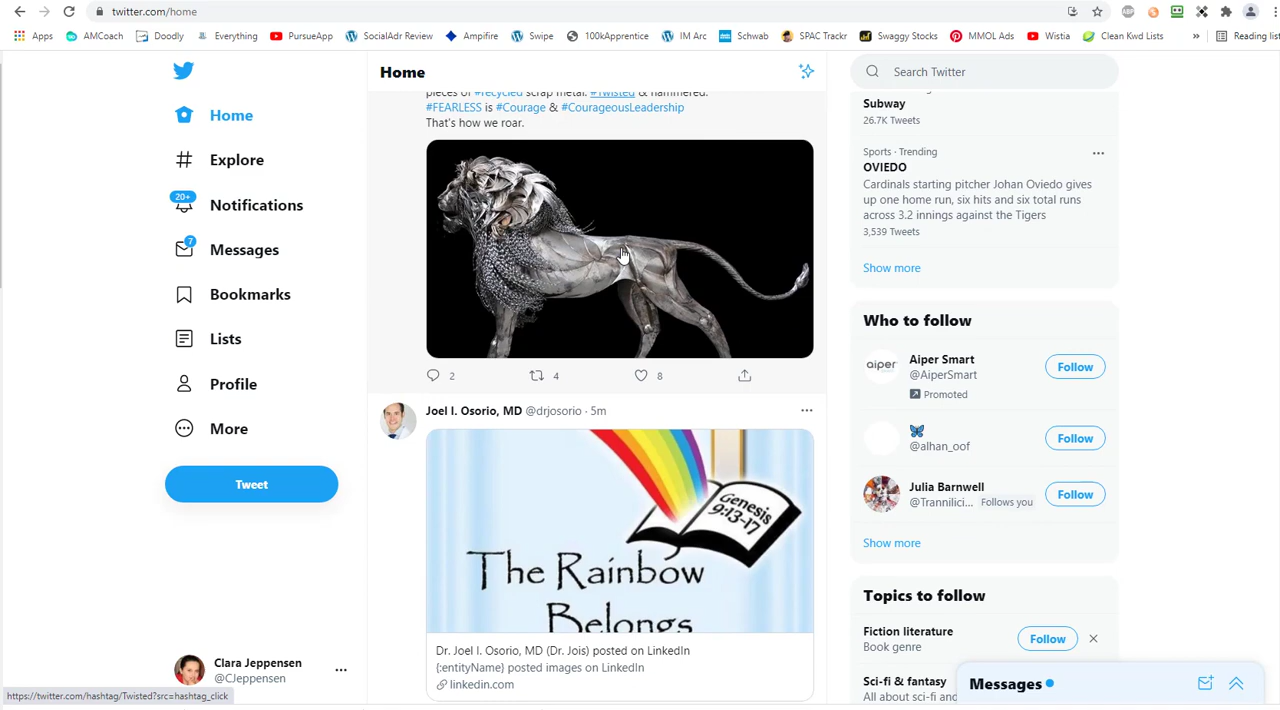 twitter.com/home
Apps
AMCoach
Doodly
Everything
PursueApp
SocialAdr Review
Ampifire
Swipe
100kApprentice
IM Arc
Schwab
SPAC Trackr
Swaggy Stocks
MMOL Ads
Wistia
Clean Kwd Lists
»
Reading list
Home
20+
Explore
Notifications
7
Messages
Bookmarks
Lists
Profile
More
Tweet
Clara Jeppensen
@CJeppensen
https://twitter.com/hashtag/Twisted?src=hashtag_click
Home
pieces of #recycled scrap metal. #Twisted & hammered.
#FEARLESS is #Courage & #CourageousLeadership
That's how we roar.
2
4
8
Joel I. Osorio, MD @drjosorio · 5m
Genesis
9:13-17
The Rainbow
Belongs
Dr. Joel I. Osorio, MD (Dr. Jois) posted on LinkedIn
(:entityName) posted images on LinkedIn
linkedin.com
Search Twitter
Subway
26.7K Tweets
Sports · Trending
OVIEDO
Cardinals starting pitcher Johan Oviedo gives
up one home run, six hits and six total runs
across 3.2 innings against the Tigers
3,539 Tweets
Show more
Who to follow
aiper
Aiper Smart
@AiperSmart
Promoted
Follow
@alhan_oof
Follow
Julia Barnwell
@Trannilici... Follows you
Follow
Show more
Topics to follow
Fiction literature
Book genre
Follow
Sci-fi & fantasy
All about sci-fi and
Messages